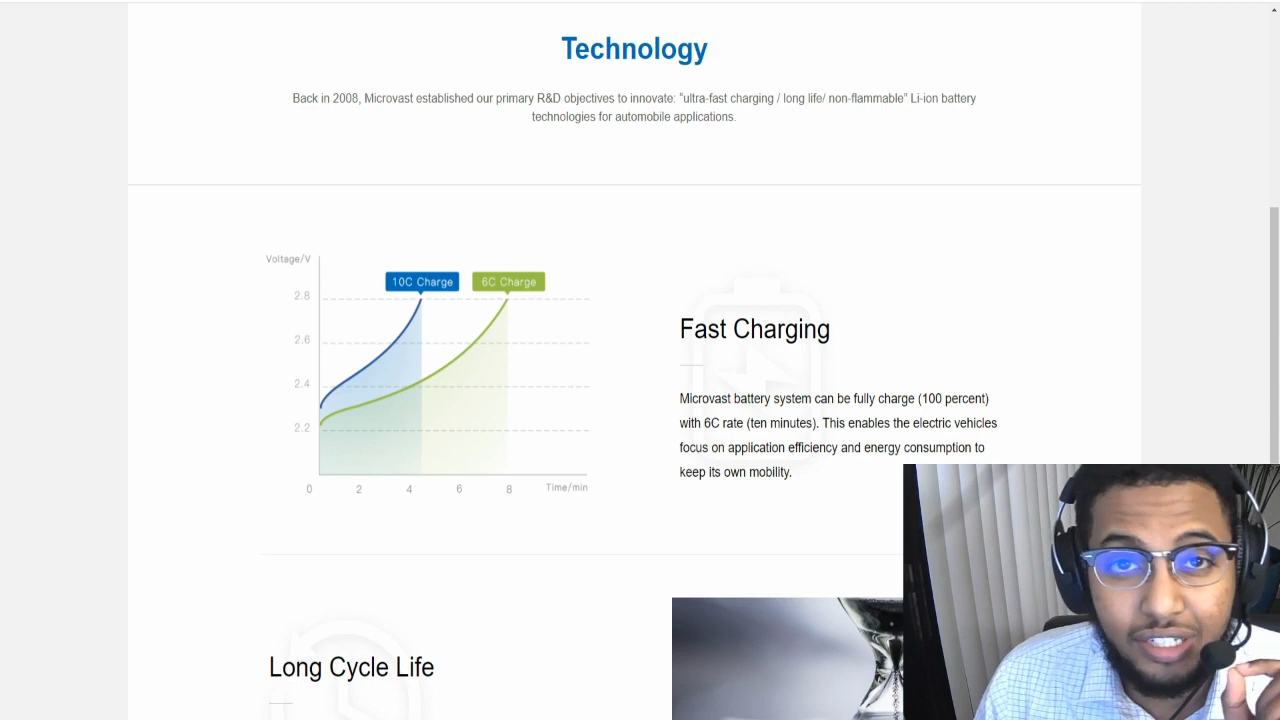 Technology
Back in 2008, Microvast established our primary R&D objectives to innovate: “ultra-fast charging / long life/ non-flammable” Li-ion battery
technologies for automobile applications.
Voltage/V
10C Charge
6C Charge
2.8
2.6
2.4
2.2
0
2
4
6
8
Time/min
Fast Charging
Microvast battery system can be fully charge (100 percent)
with 6C rate (ten minutes). This enables the electric vehicles
focus on application efficiency and energy consumption to
keep its own mobility.
Long Cycle Life